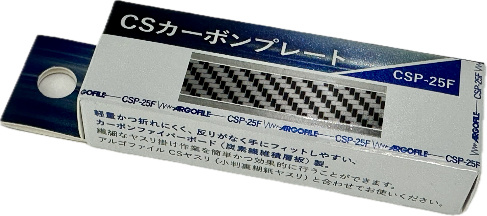 CSカーボンプレート
CSP-25F
ARGOFILE CSP-25F ARGOFILE CSP-25F ARGOFILE CSP-25F
軽量かつ折れにくく、反りがなく手にフィットしやすい、
カーボンファイバーボード（炭素繊維積層板）製。
繊細なヤスリ掛け作業を簡単かつ効果的に行うことができます。
アルゴファイルCSヤスリ（小判裏糊紙ヤスリ）と合わせてお使いください。